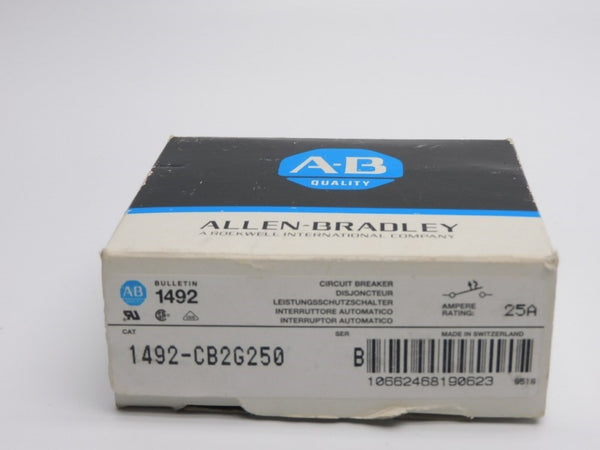 A-B
QUALITY
ALLEN-BRADLEY
A ROCKWELL INTERNATIONAL COMPANY
AB
BULLETIN
1492
CIRCUIT BREAKER
DISJONCTEUR
LEISTUNGSSCHUTZSCHALTER
INTERRUTTORE AUTOMATICO
INTERRUPTOR AUTOMATICO
AMPERE
RATING:
25A
CAT
SER
MADE IN SWITZERLAND
1492-CB2G250
B
10662468190623
9518